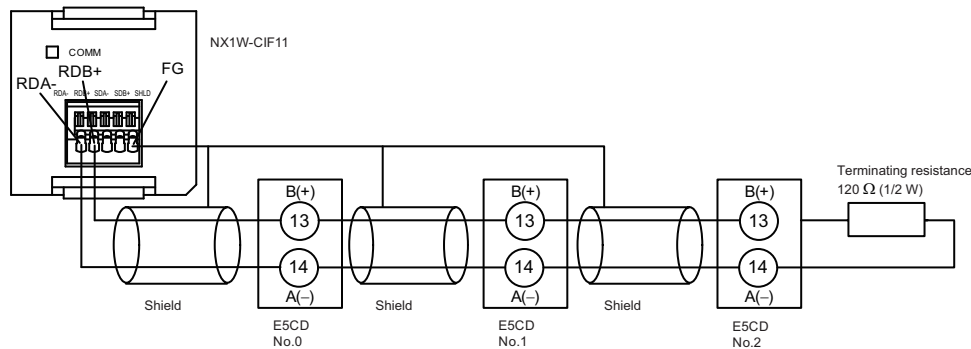 NX1W-CIF11
COMM
RDB+
FG
RDA-
RDA- RDB+ SDA- SDB+ SHLD
Terminating resistance
120 Ω (1/2 W)
B(+)
B(+)
B(+)
13
13
13
14
14
14
A(−)
A(−)
A(−)
Shield
Shield
Shield
E5CD
No.0
E5CD
No.1
E5CD
No.2